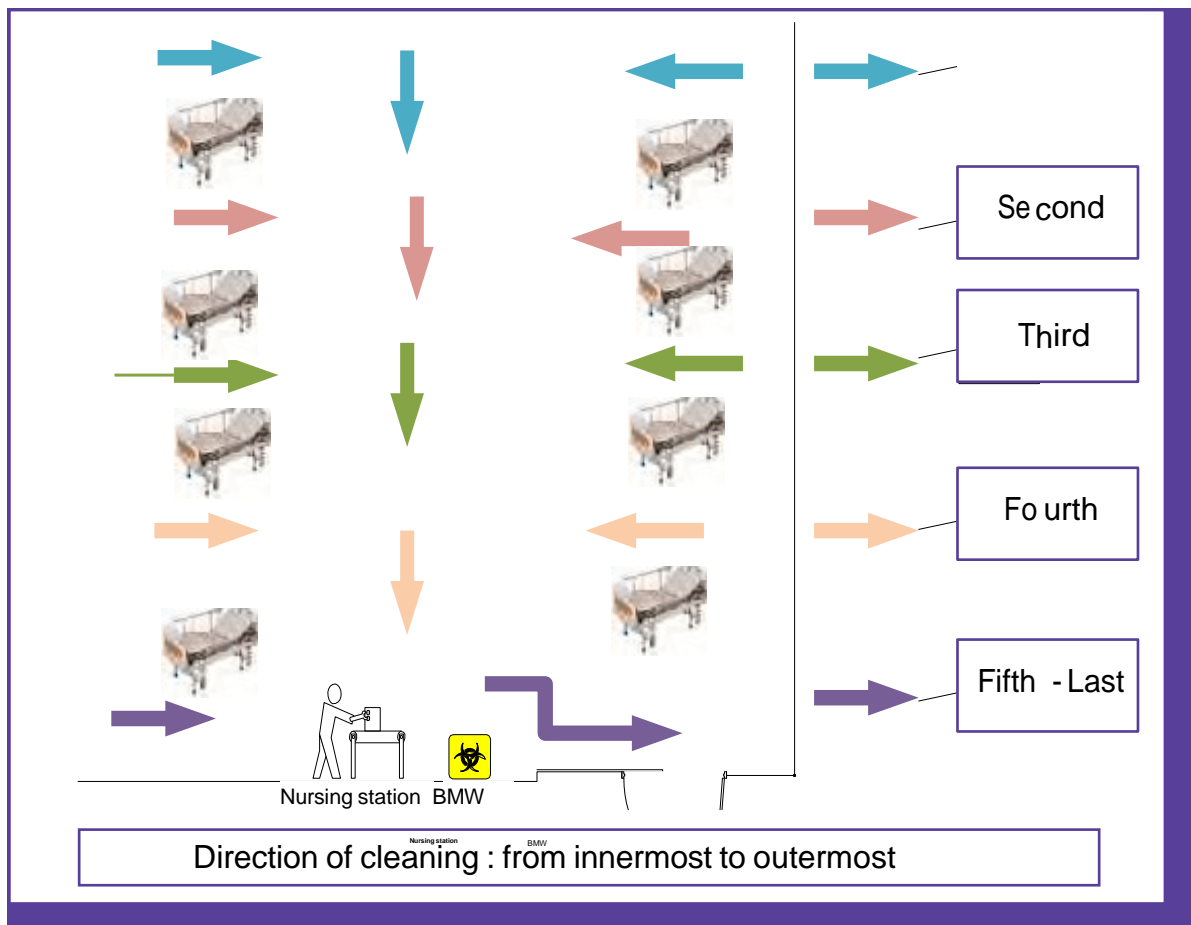 Second
Third
Fourth
Fifth - Last
Nursing station BMW
Nursing station BMW
Direction of cleaning : from innermost to outermost